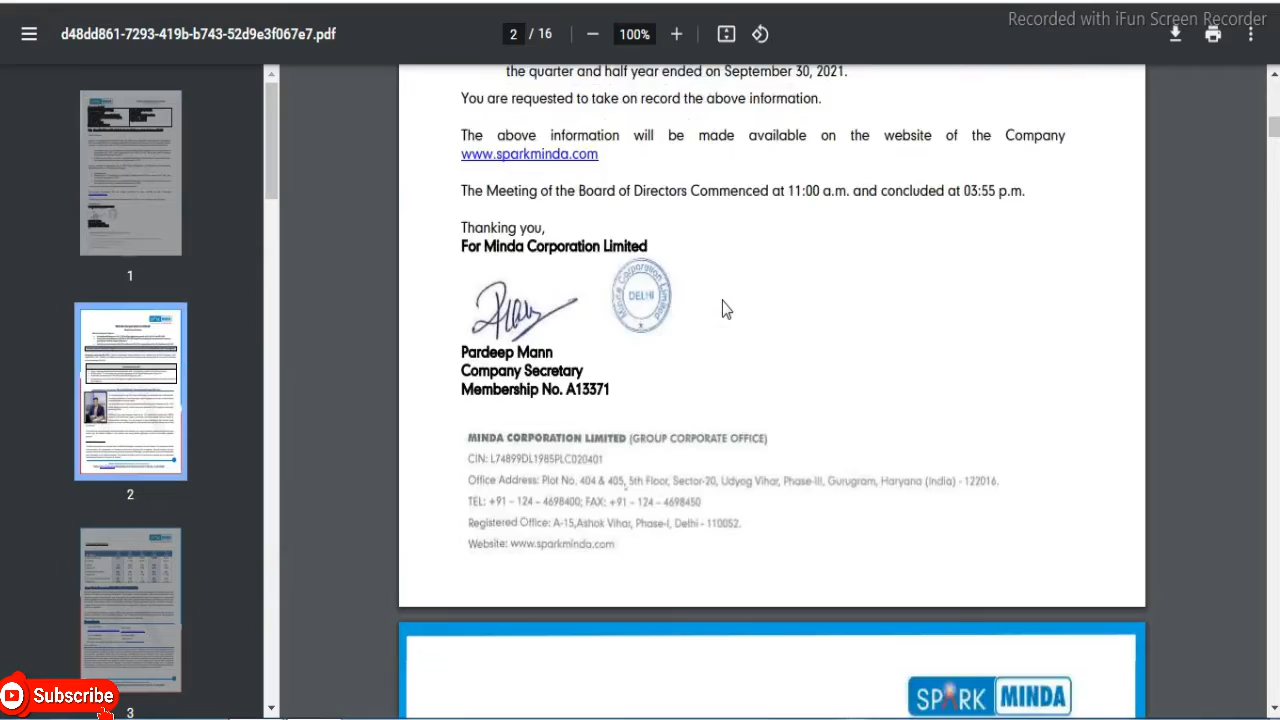 Recorded with iFun Screen Recorder
d48dd861-7293-419b-b743-52d9e3f067e7.pdf
2 / 16
100%
the quarter and half year ended on September 30, 2021.
You are requested to take on record the above information.
The above information will be made available on the website of the Company
www.sparkminda.com
The Meeting of the Board of Directors Commenced at 11:00 a.m. and concluded at 03:55 p.m.
Thanking you,
For Minda Corporation Limited
Minda Corporation Limited
DELHI
Pardeep Mann
Company Secretary
Membership No. A13371
MINDA CORPORATION LIMITED (GROUP CORPORATE OFFICE)
CIN: L74899DL1985PLC020401
Office Address: Plot No. 404 & 405, 5th Floor, Sector-20, Udyog Vihar, Phase-III, Gurugram, Haryana (India) - 122016.
TEL: +91 – 124 – 4698400; FAX: +91 – 124 – 4698450
Registered Office: A-15,Ashok Vihar, Phase-I, Delhi - 110052.
Website: www.sparkminda.com
SPARK MINDA
1
2
3
Subscribe